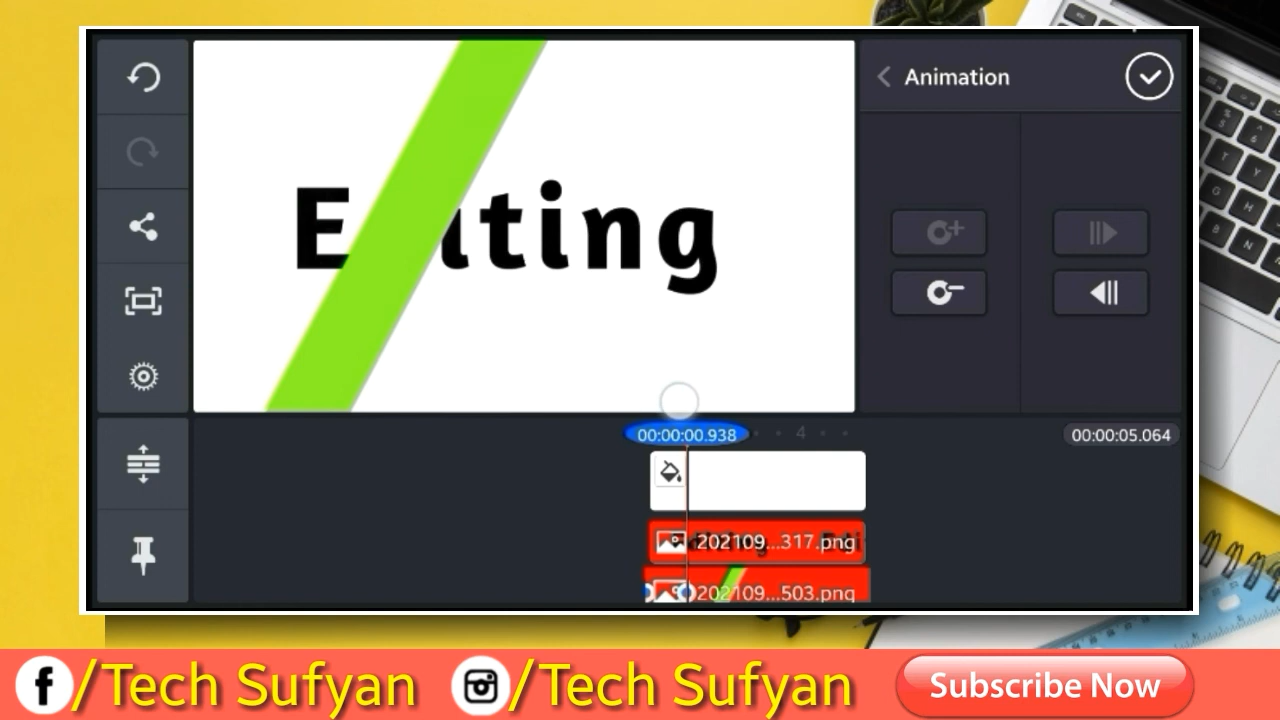 Animation
E iting
00:00:00.938
4
00:00:05.064
202109...317.png
202109...503.png
f/Tech Sufyan
/Tech Sufyan
Subscribe Now